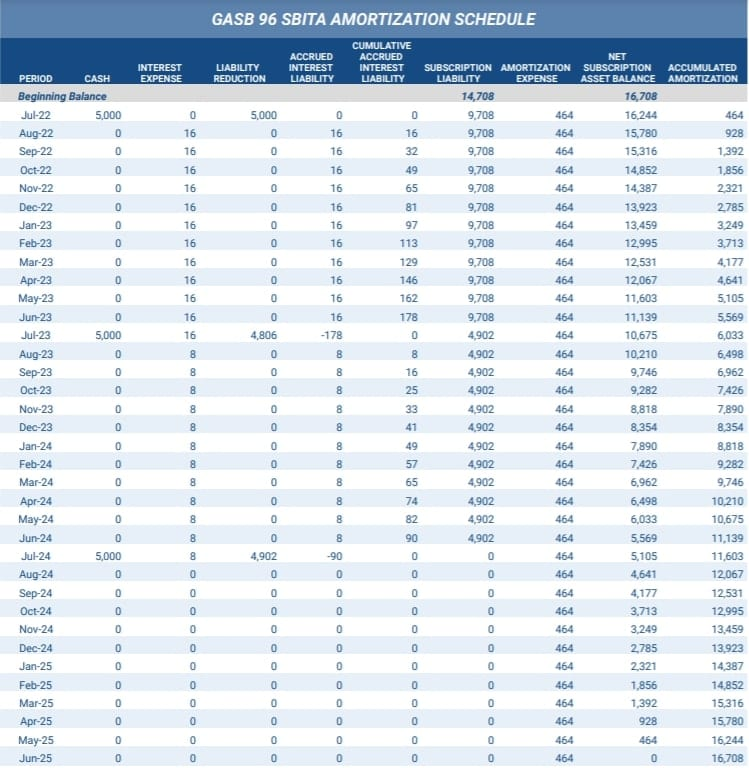 GASB 96 SBITA AMORTIZATION SCHEDULE
PERIOD CASH INTEREST EXPENSE LIABILITY REDUCTION ACCRUED INTEREST LIABILITY CUMULATIVE ACCRUED INTEREST LIABILITY SUBSCRIPTION LIABILITY AMORTIZATION EXPENSE NET SUBSCRIPTION ASSET BALANCE ACCUMULATED AMORTIZATION
Beginning Balance 14,708 16,708
Jul-22 5,000 0 5,000 0 0 9,708 464 16,244 464
Aug-22 0 16 0 16 16 9,708 464 15,780 928
Sep-22 0 16 0 16 32 9,708 464 15,316 1,392
Oct-22 0 16 0 16 49 9,708 464 14,852 1,856
Nov-22 0 16 0 16 65 9,708 464 14,387 2,321
Dec-22 0 16 0 16 81 9,708 464 13,923 2,785
Jan-23 0 16 0 16 97 9,708 464 13,459 3,249
Feb-23 0 16 0 16 113 9,708 464 12,995 3,713
Mar-23 0 16 0 16 129 9,708 464 12,531 4,177
Apr-23 0 16 0 16 146 9,708 464 12,067 4,641
May-23 0 16 0 16 162 9,708 464 11,603 5,105
Jun-23 0 16 0 16 178 9,708 464 11,139 5,569
Jul-23 5,000 16 4,806 -178 0 4,902 464 10,675 6,033
Aug-23 0 8 0 8 8 4,902 464 10,210 6,498
Sep-23 0 8 0 8 16 4,902 464 9,746 6,962
Oct-23 0 8 0 8 25 4,902 464 9,282 7,426
Nov-23 0 8 0 8 33 4,902 464 8,818 7,890
Dec-23 0 8 0 8 41 4,902 464 8,354 8,354
Jan-24 0 8 0 8 49 4,902 464 7,890 8,818
Feb-24 0 8 0 8 57 4,902 464 7,426 9,282
Mar-24 0 8 0 8 65 4,902 464 6,962 9,746
Apr-24 0 8 0 8 74 4,902 464 6,498 10,210
May-24 0 8 0 8 82 4,902 464 6,033 10,675
Jun-24 0 8 0 8 90 4,902 464 5,569 11,139
Jul-24 5,000 8 4,902 -90 0 0 464 5,105 11,603
Aug-24 0 0 0 0 0 0 464 4,641 12,067
Sep-24 0 0 0 0 0 0 464 4,177 12,531
Oct-24 0 0 0 0 0 0 464 3,713 12,995
Nov-24 0 0 0 0 0 0 464 3,249 13,459
Dec-24 0 0 0 0 0 0 464 2,785 13,923
Jan-25 0 0 0 0 0 0 464 2,321 14,387
Feb-25 0 0 0 0 0 0 464 1,856 14,852
Mar-25 0 0 0 0 0 0 464 1,392 15,316
Apr-25 0 0 0 0 0 0 464 928 15,780
May-25 0 0 0 0 0 0 464 464 16,244
Jun-25 0 0 0 0 0 0 464 0 16,708